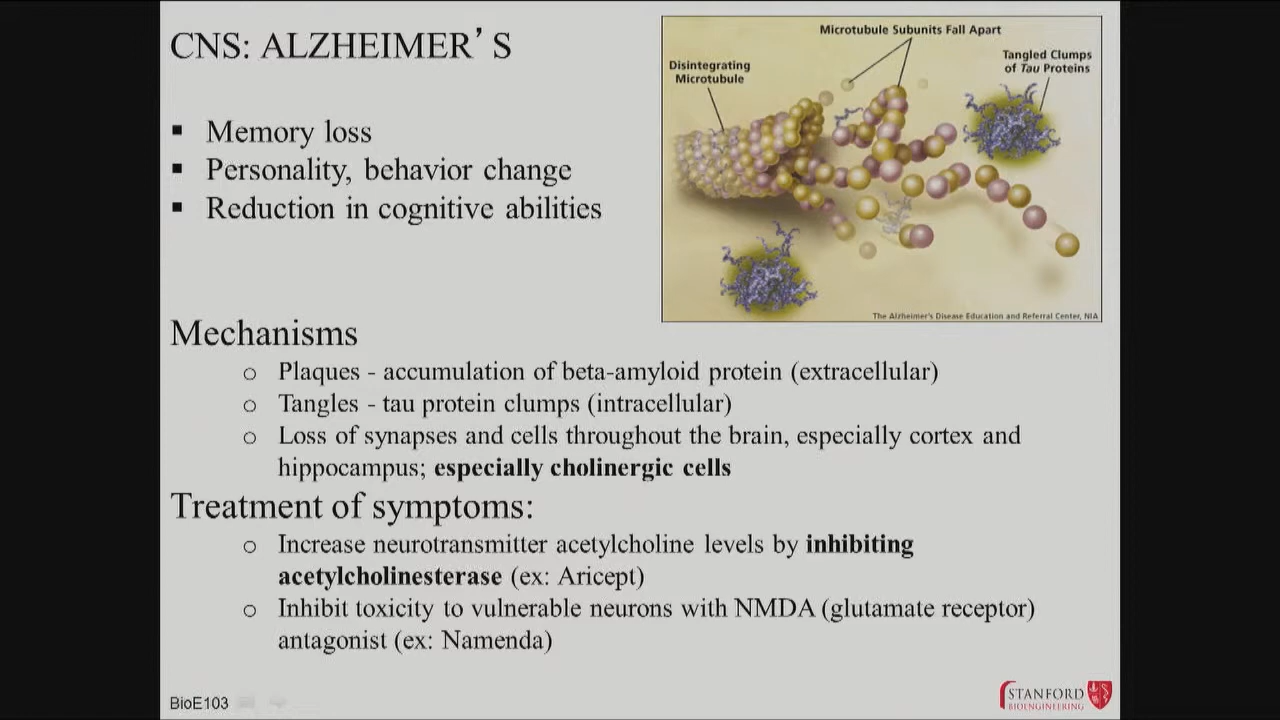 CNS: ALZHEIMER’S
Microtubule Subunits Fall Apart
Disintegrating
Microtubule
Tangled Clumps
of Tau Proteins
▪ Memory loss
▪ Personality, behavior change
▪ Reduction in cognitive abilities
The Alzheimer's Disease Education and Referral Center, NIA
Mechanisms
o Plaques - accumulation of beta-amyloid protein (extracellular)
o Tangles - tau protein clumps (intracellular)
o Loss of synapses and cells throughout the brain, especially cortex and
hippocampus; especially cholinergic cells
Treatment of symptoms:
o Increase neurotransmitter acetylcholine levels by inhibiting
acetylcholinesterase (ex: Aricept)
o Inhibit toxicity to vulnerable neurons with NMDA (glutamate receptor)
antagonist (ex: Namenda)
BioE103
STANFORD
BIOENGINEERING